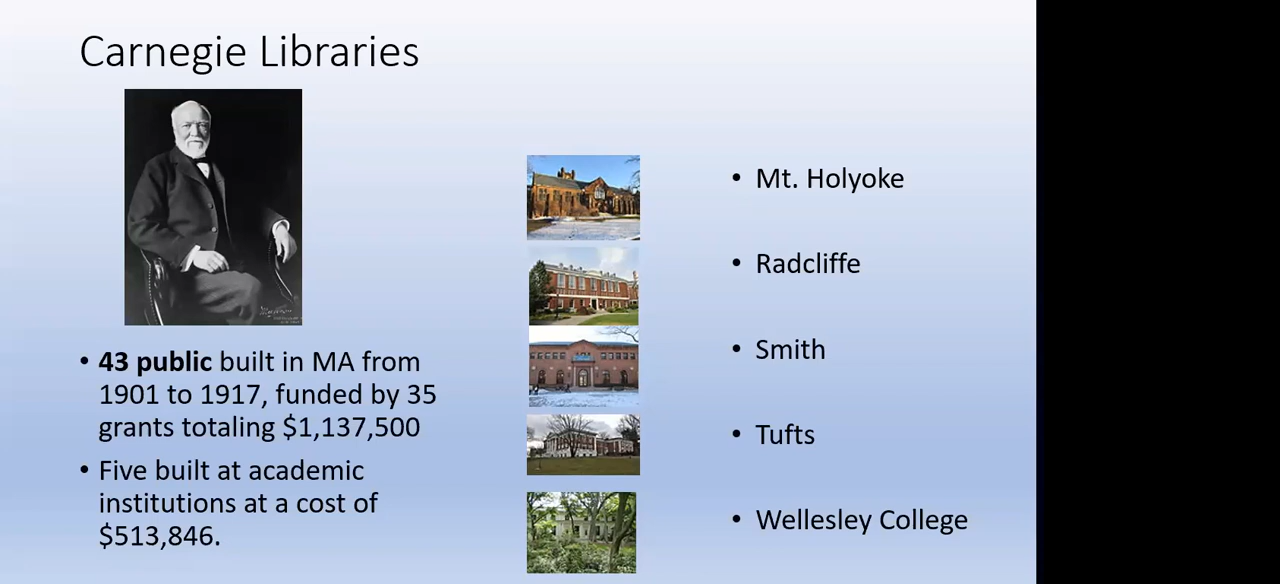 Carnegie Libraries
• 43 public built in MA from
1901 to 1917, funded by 35
grants totaling $1,137,500
• Five built at academic
institutions at a cost of
$513,846.
• Mt. Holyoke
• Radcliffe
• Smith
• Tufts
• Wellesley College